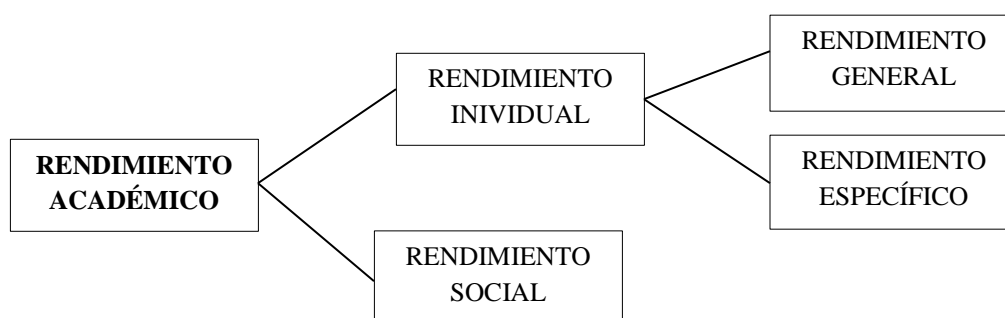 RENDIMIENTO
ACADÉMICO
RENDIMIENTO
INIVIDUAL
RENDIMIENTO
SOCIAL
RENDIMIENTO
GENERAL
RENDIMIENTO
ESPECÍFICO